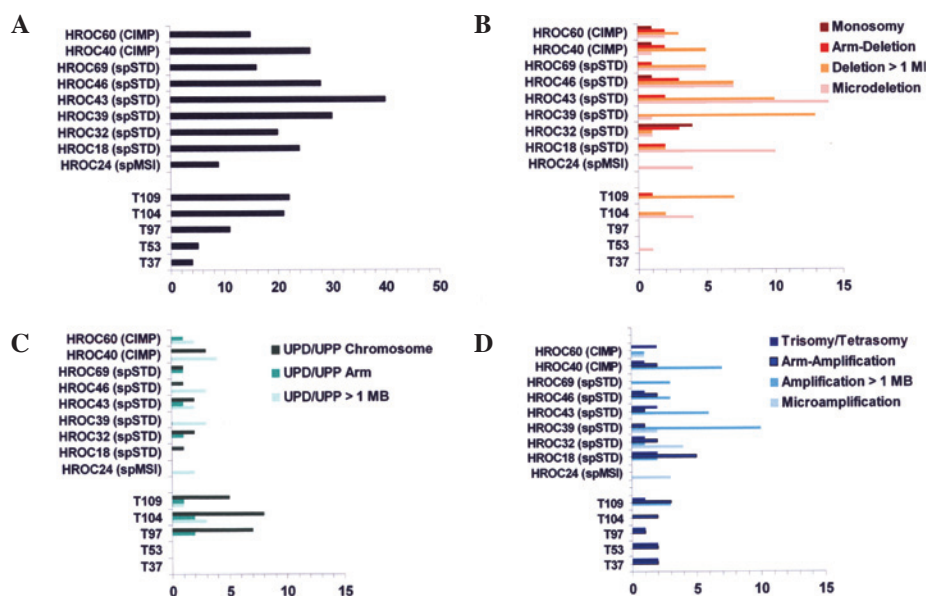 A
HROC60 (CIMP)
HROC40 (CIMP)
HROC69 (spSTD)
HROC46 (spSTD)
HROC43 (spSTD)
HROC39 (spSTD)
HROC32 (spSTD)
HROC18 (spSTD)
HROC24 (spMSI)
T109
T104
T97
T53
T37
0 10 20 30 40 50
B
HROC60 (CIMP)
HROC40 (CIMP)
HROC69 (spSTD)
HROC46 (spSTD)
HROC43 (spSTD)
HROC39 (spSTD)
HROC32 (spSTD)
HROC18 (spSTD)
HROC24 (spMSI)
T109
T104
T97
T53
T37
0 5 10 15
Monosomy
Arm-Deletion
Deletion > 1 MI
Microdeletion
C
HROC60 (CIMP)
HROC40 (CIMP)
HROC69 (spSTD)
HROC46 (spSTD)
HROC43 (spSTD)
HROC39 (spSTD)
HROC32 (spSTD)
HROC18 (spSTD)
HROC24 (spMSI)
T109
T104
T97
T53
T37
0 5 10 15
UPD/UPP Chromosome
UPD/UPP Arm
UPD/UPP > 1 MB
D
HROC60 (CIMP)
HROC40 (CIMP)
HROC69 (spSTD)
HROC46 (spSTD)
HROC43 (spSTD)
HROC39 (spSTD)
HROC32 (spSTD)
HROC18 (spSTD)
HROC24 (spMSI)
T109
T104
T97
T53
T37
0 5 10 15
Trisomy/Tetrasomy
Arm-Amplification
Amplification > 1 MB
Microamplification